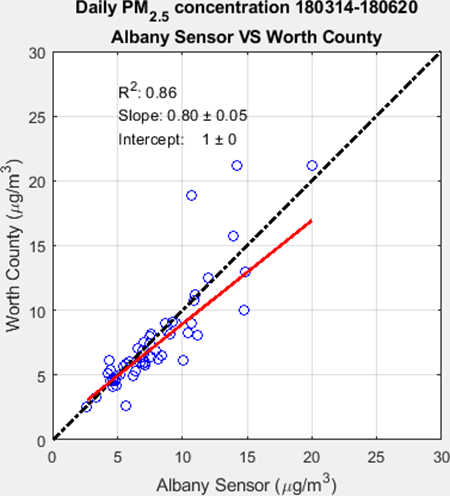 Daily PM2.5 concentration 180314-180620
Albany Sensor VS Worth County
R2: 0.86
Slope: 0.80 ± 0.05
Intercept: 1 ± 0
Worth County (μg/m3)
30
25
20
15
10
5
0
0 5 10 15 20 25 30
Albany Sensor (μg/m3)